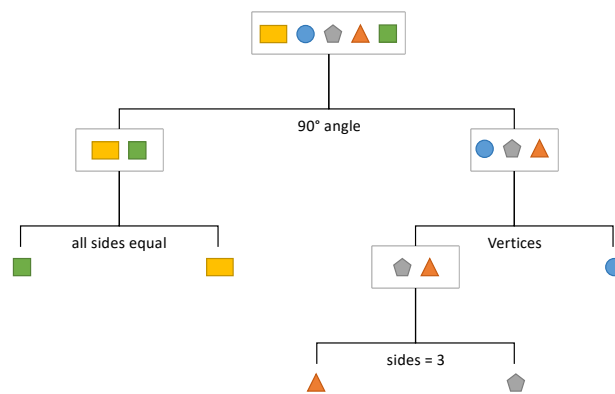 90° angle
all sides equal
Vertices
sides = 3